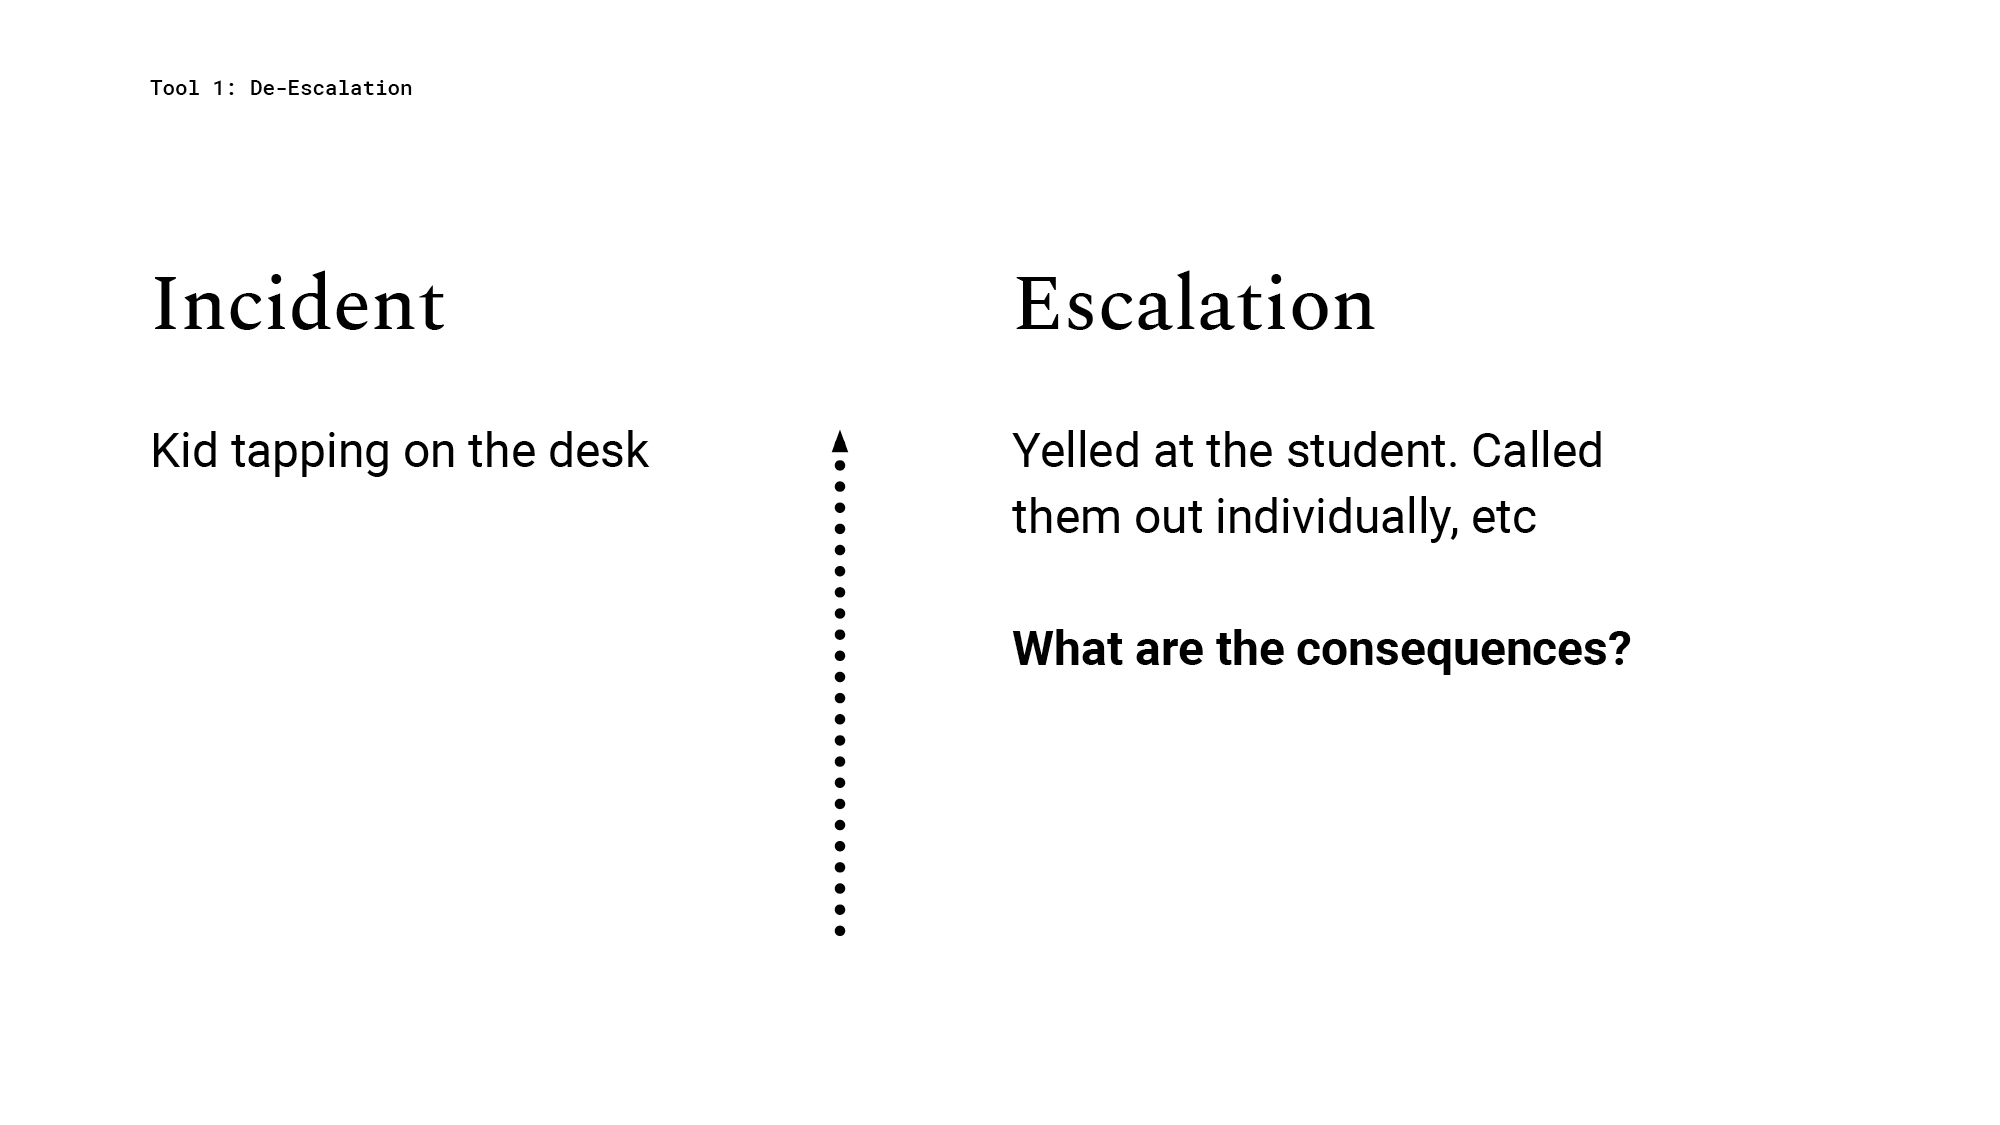 Tool 1: De-Escalation
Incident
Kid tapping on the desk
Escalation
Yelled at the student. Called
them out individually, etc
What are the consequences?